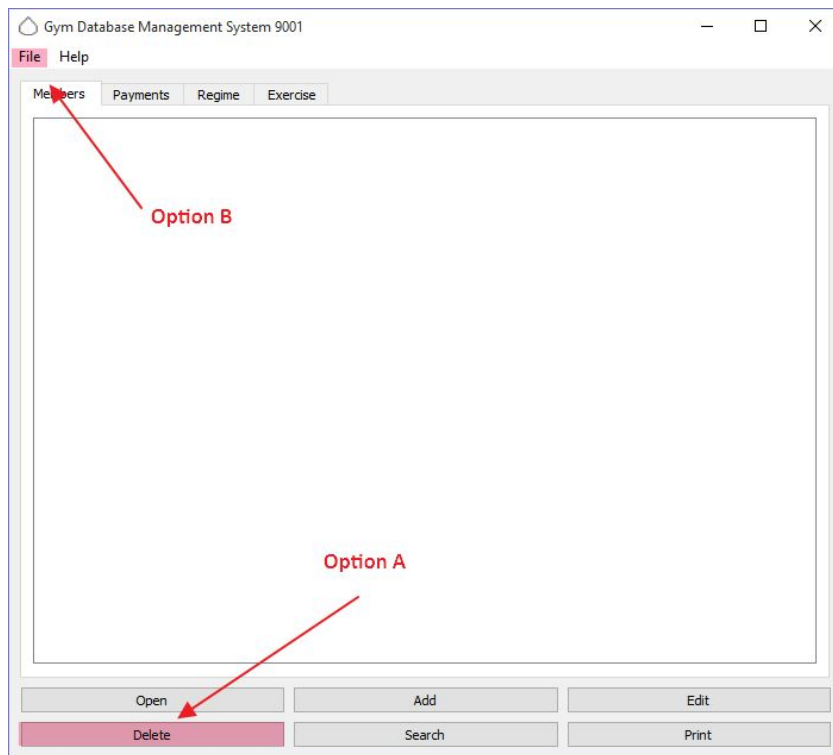 Gym Database Management System 9001
File Help
Members Payments Regime Exercise
Option B
Option A
Open Add Edit
Delete Search Print